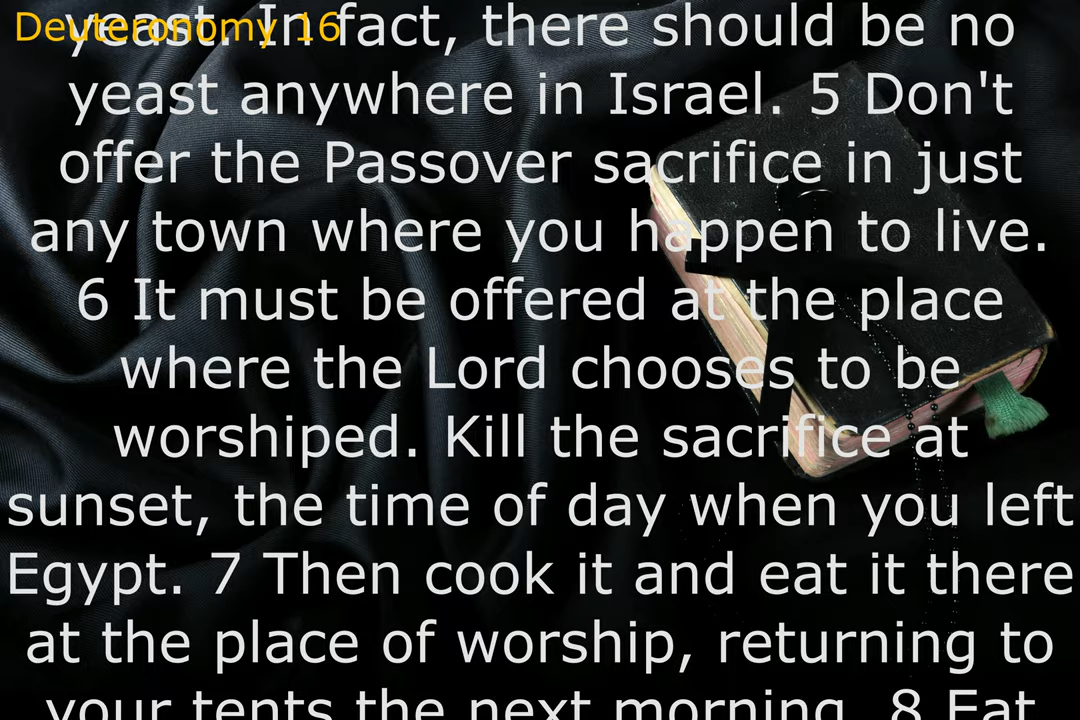 Deuteronomy 16
yeast. In fact, there should be no
yeast anywhere in Israel. 5 Don't
offer the Passover sacrifice in just
any town where you happen to live.
6 It must be offered at the place
where the Lord chooses to be
worshiped. Kill the sacrifice at
sunset, the time of day when you left
Egypt. 7 Then cook it and eat it there
at the place of worship, returning to
your tents the next morning. 8 Eat